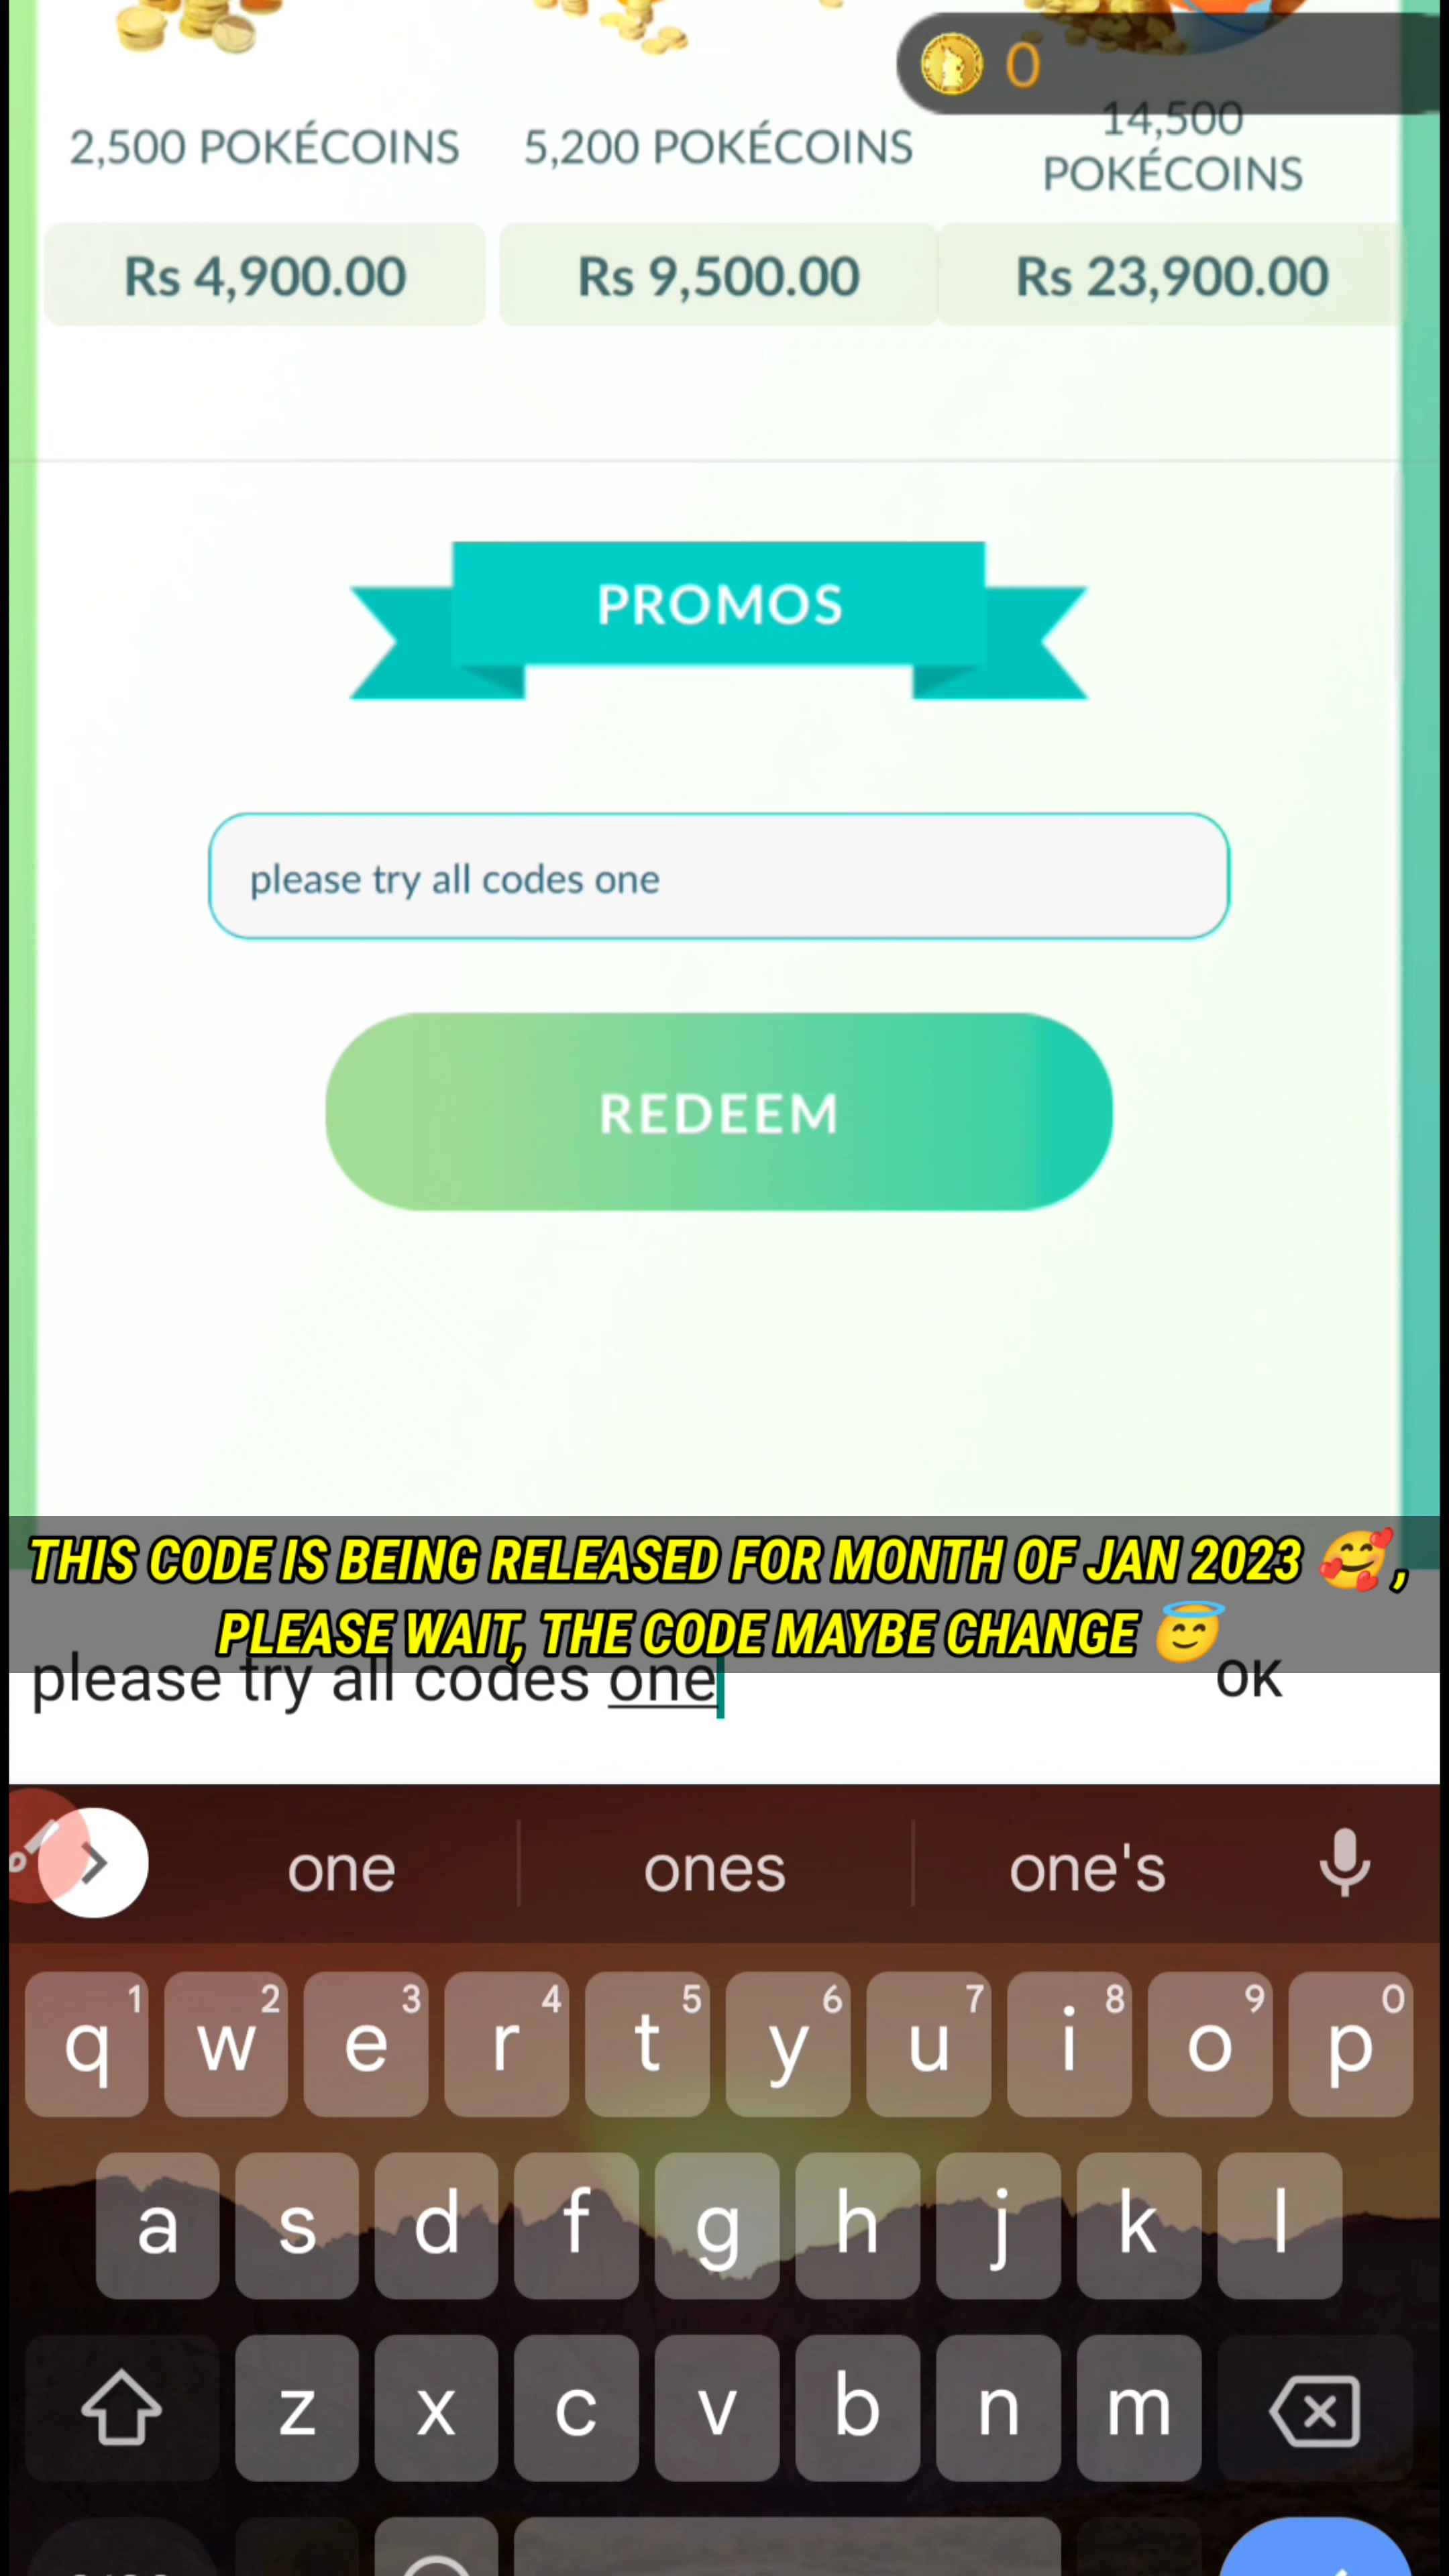 0
2,500 POKÉCOINS
5,200 POKÉCOINS
14,500
POKÉCOINS
Rs 4,900.00
Rs 9,500.00
Rs 23,900.00
PROMOS
please try all codes one
REDEEM
THIS CODE IS BEING RELEASED FOR MONTH OF JAN 2023 🥰,
PLEASE WAIT, THE CODE MAYBE CHANGE 😇
please try all codes one
OK
one ones one's
1 2 3 4 5 6 7 8 9 0
q w e r t y u i o p
a s d f g h j k l
z x c v b n m